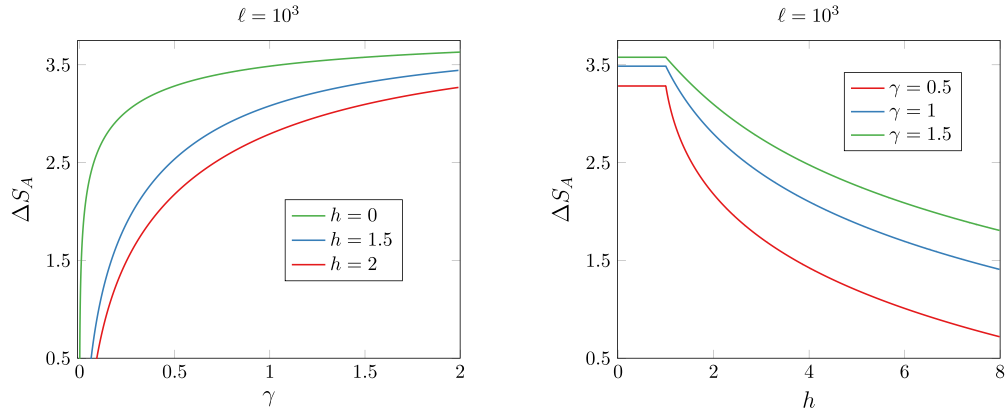 ℓ = 10³
ΔS_A
3.5
2.5
1.5
0.5
h = 0
h = 1.5
h = 2
0 0.5 1 1.5 2
γ
ℓ = 10³
ΔS_A
3.5
2.5
1.5
0.5
γ = 0.5
γ = 1
γ = 1.5
0 2 4 6 8
h